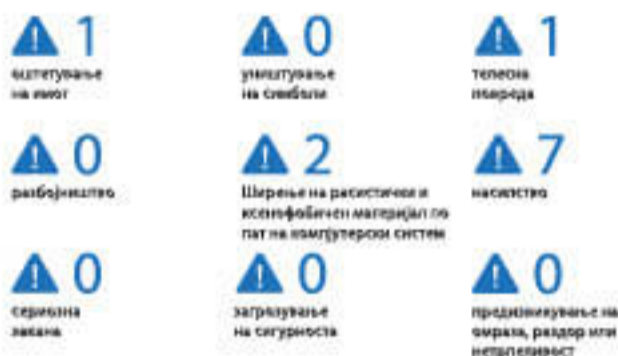 1
оштетување
на имот
0
уништување
на симболи
1
телесна
повреда
0
разбојништво
2
Ширење на расистички и
ксенофобичен материјал по
пат на компјутерски систем
7
насилство
0
сериозна
закана
0
загрозување
на сигурноста
0
предизвикување на
омраза, раздор или
нетрпеливост